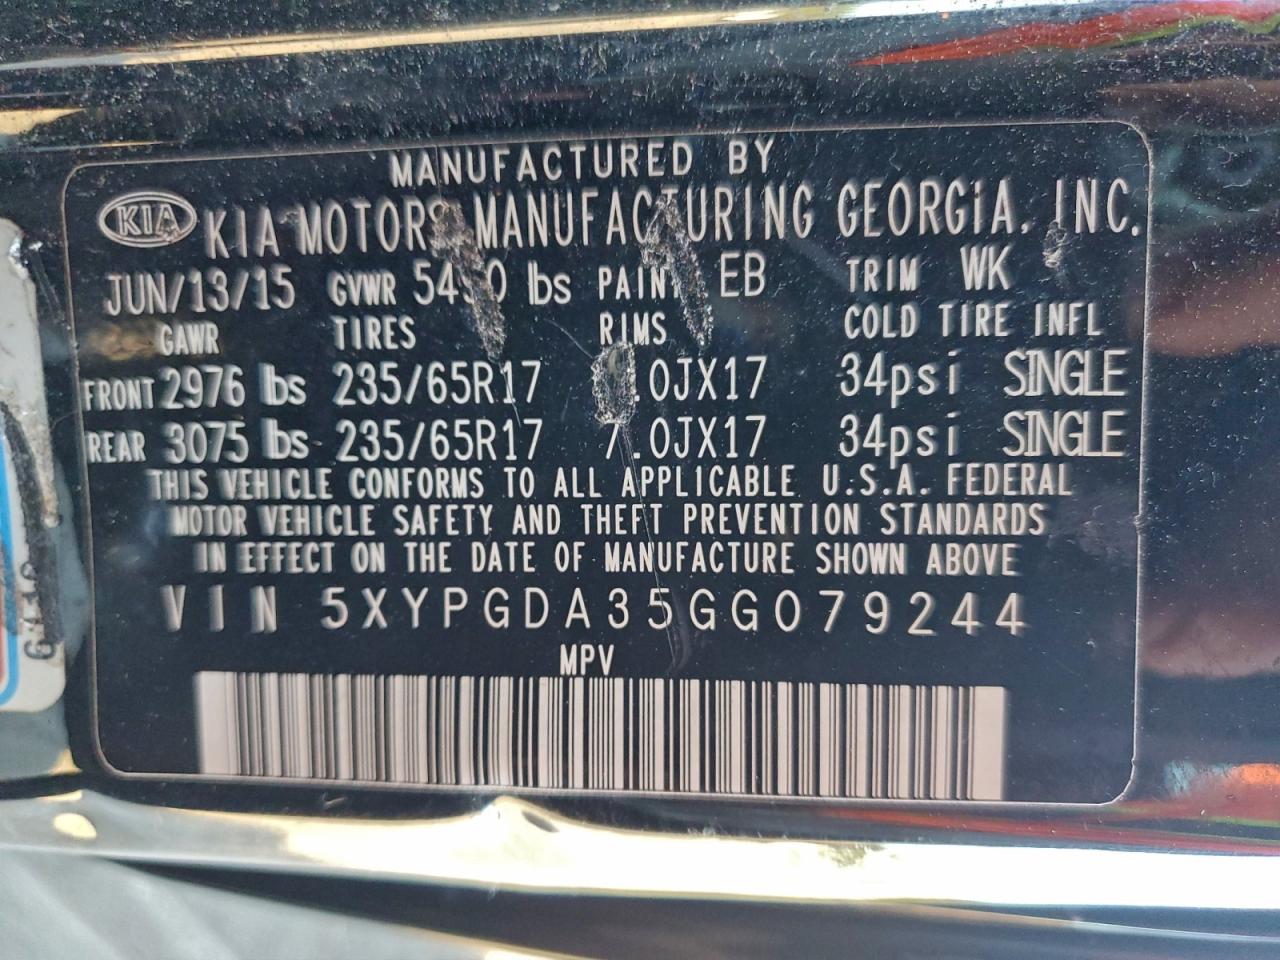 MANUFACTURED BY
KIA KIA MOTORS MANUFACTURING GEORGIA, INC.
JUN/13/15 GVWR lbs PAINT EB TRIM WK
GAWR TIRES RIMS COLD TIRE INFL
FRONT 2976 lbs 235/65R17 .0JX17 34psi SINGLE
REAR 3075 lbs 235/65R17 7.0JX17 34psi SINGLE
THIS VEHICLE CONFORMS TO ALL APPLICABLE U.S.A. FEDERAL
MOTOR VEHICLE SAFETY AND THEFT PREVENTION STANDARDS
IN EFFECT ON THE DATE OF MANUFACTURE SHOWN ABOVE
VIN 5XYPGDA35GG079244
MPV